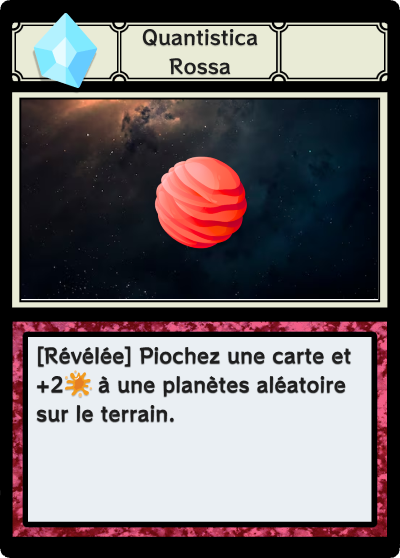 Quantistica
Rossa
[Révélée] Piochez une carte et
+2 à une planètes aléatoire
sur le terrain.